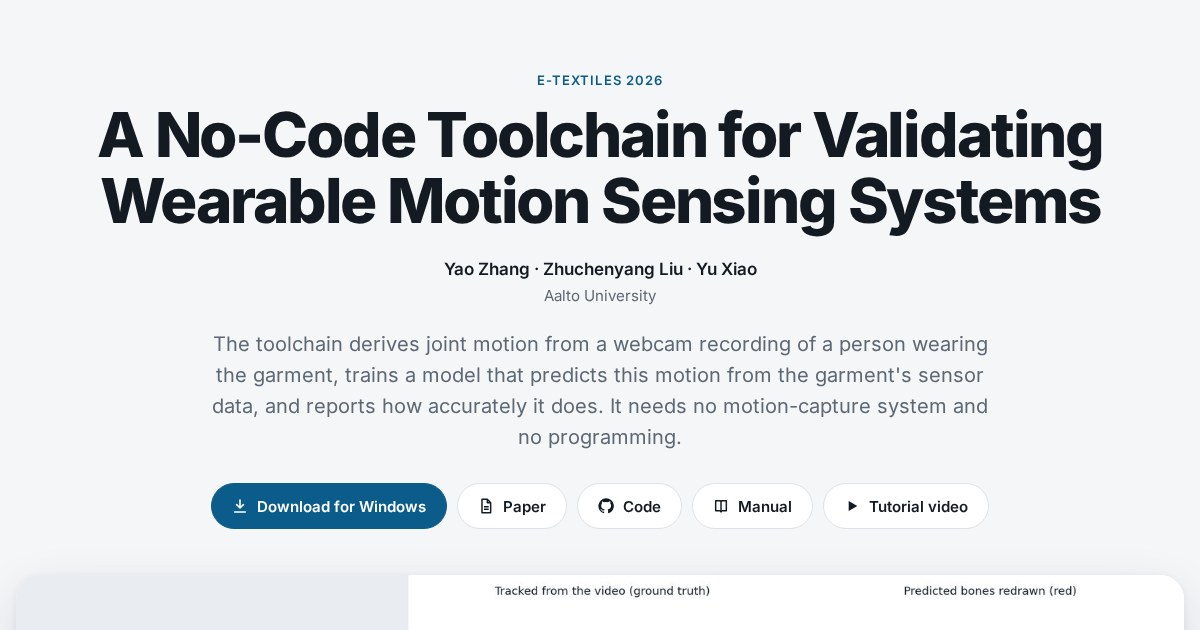 E-TEXTILES 2026
A No-Code Toolchain for Validating
Wearable Motion Sensing Systems
Yao Zhang · Zhuchenyang Liu · Yu Xiao
Aalto University
The toolchain derives joint motion from a webcam recording of a person wearing
the garment, trains a model that predicts this motion from the garment's sensor
data, and reports how accurately it does. It needs no motion-capture system and
no programming.
Download for Windows
Paper
Code
Manual
Tutorial video
Tracked from the video (ground truth)
Predicted bones redrawn (red)